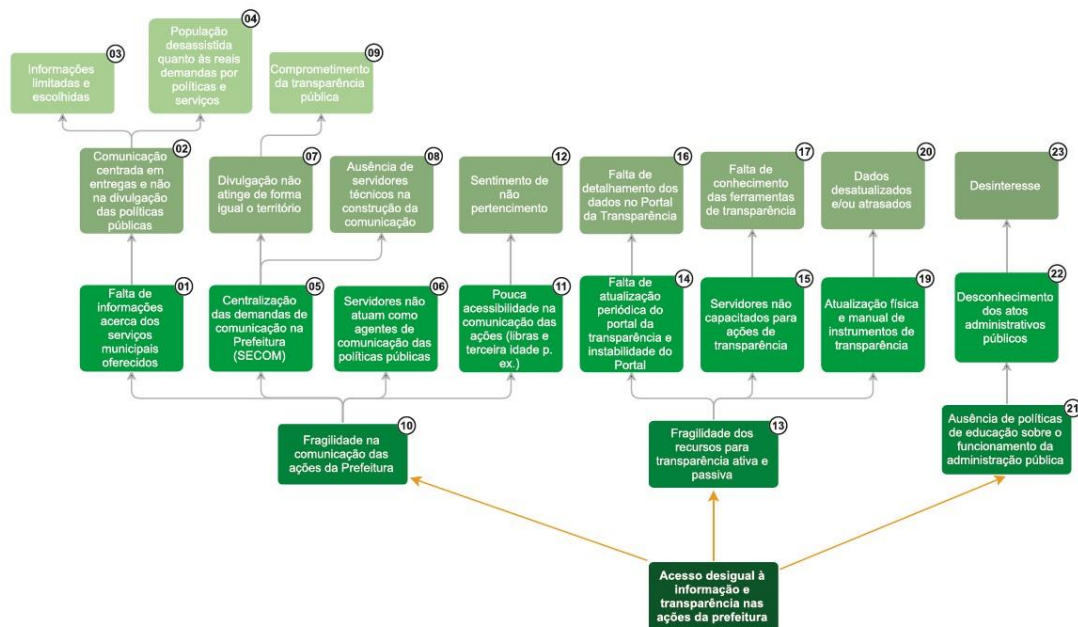 03
Informações
limitadas e
escolhidas
04
População
desassistida
quanto às reais
demandas por
políticas e
serviços
09
Comprometimento
da transparência
pública
02
Comunicação
centrada em
entregas e não
na divulgação
das políticas
públicas
07
Divulgação não
atinge de forma
igual o território
08
Ausência de
servidores
técnicos na
construção da
comunicação
12
Sentimento de
não
pertencimento
16
Falta de
detalhamento dos
dados no Portal
da Transparência
17
Falta de
conhecimento
das ferramentas
de transparência
20
Dados
desatualizados
e/ou atrasados
23
Desinteresse
01
Falta de
informações
acerca dos
serviços
municipais
oferecidos
05
Centralização
das demandas de
comunicação na
Prefeitura
(SECOM)
06
Servidores não
atuam como
agentes de
comunicação das
políticas públicas
11
Pouca
acessibilidade na
comunicação das
ações (libras e
terceira idade p.
ex.)
14
Falta de
atualização
periódica do
portal da
transparência e
instabilidade do
Portal
15
Servidores não
capacitados para
ações de
transparência
19
Atualização física
e manual de
instrumentos de
transparência
22
Desconhecimento
dos atos
administrativos
públicos
10
Fragilidade na
comunicação das
ações da Prefeitura
13
Fragilidade dos
recursos para
transparência ativa e
passiva
21
Ausência de políticas
de educação sobre o
funcionamento da
administração pública
Acesso desigual à
informação e
transparência nas
ações da prefeitura